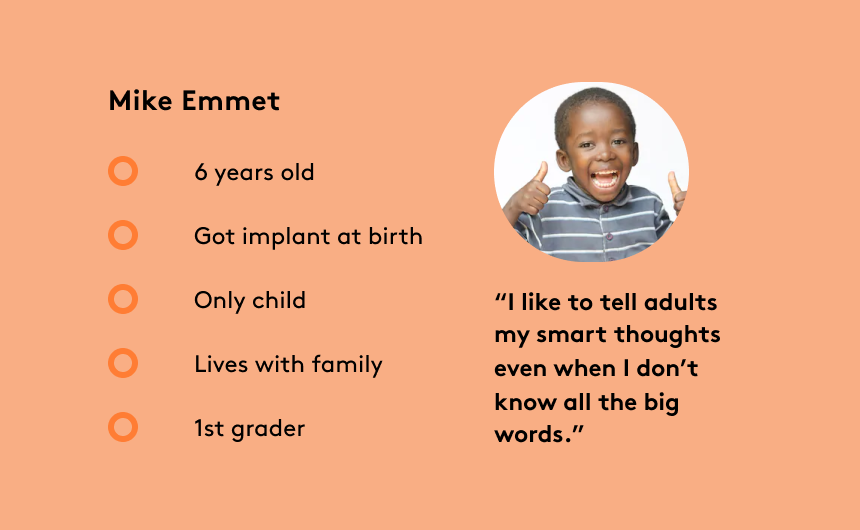 Mike Emmet
6 years old
Got implant at birth
Only child
Lives with family
1st grader
“I like to tell adults
my smart thoughts
even when I don’t
know all the big
words.”